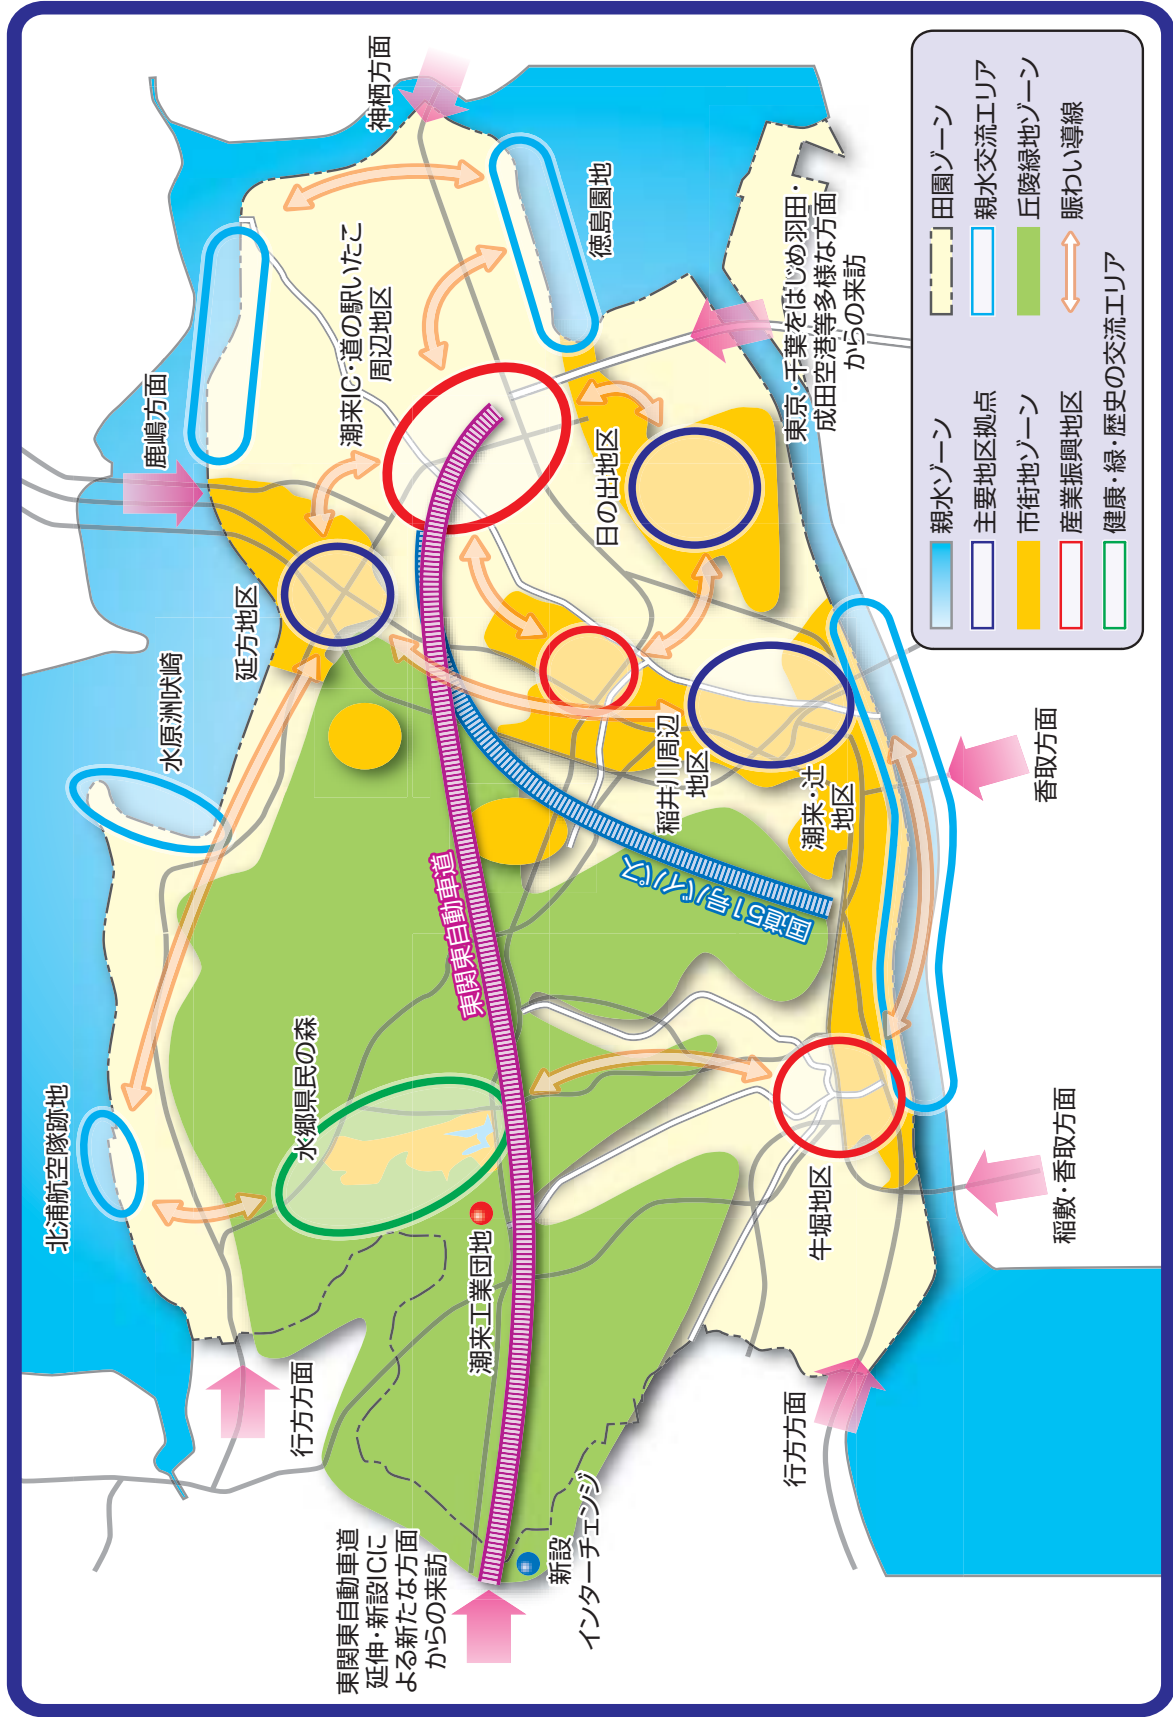 東関東自動車道
延伸・新設ICに
よる新たな方面
からの来訪
新設
インターチェンジ
行方方面
行方方面
北浦航空隊跡地
水郷県民の森
潮来工業団地
牛堀地区
稲敷・香取方面
東関東自動車道
国道51号バイパス
水原洲吠崎
延方地区
稲井川周辺
地区
潮来・辻
地区
香取方面
鹿嶋方面
潮来IC・道の駅いたこ
周辺地区
日の出地区
神栖方面
徳島園地
東京・千葉をはじめ羽田・
成田空港等多様な方面
からの来訪
親水ゾーン
主要地区拠点
市街地ゾーン
産業振興地区
健康・緑・歴史の交流エリア
田園ゾーン
親水交流エリア
丘陵緑地ゾーン
賑わい導線